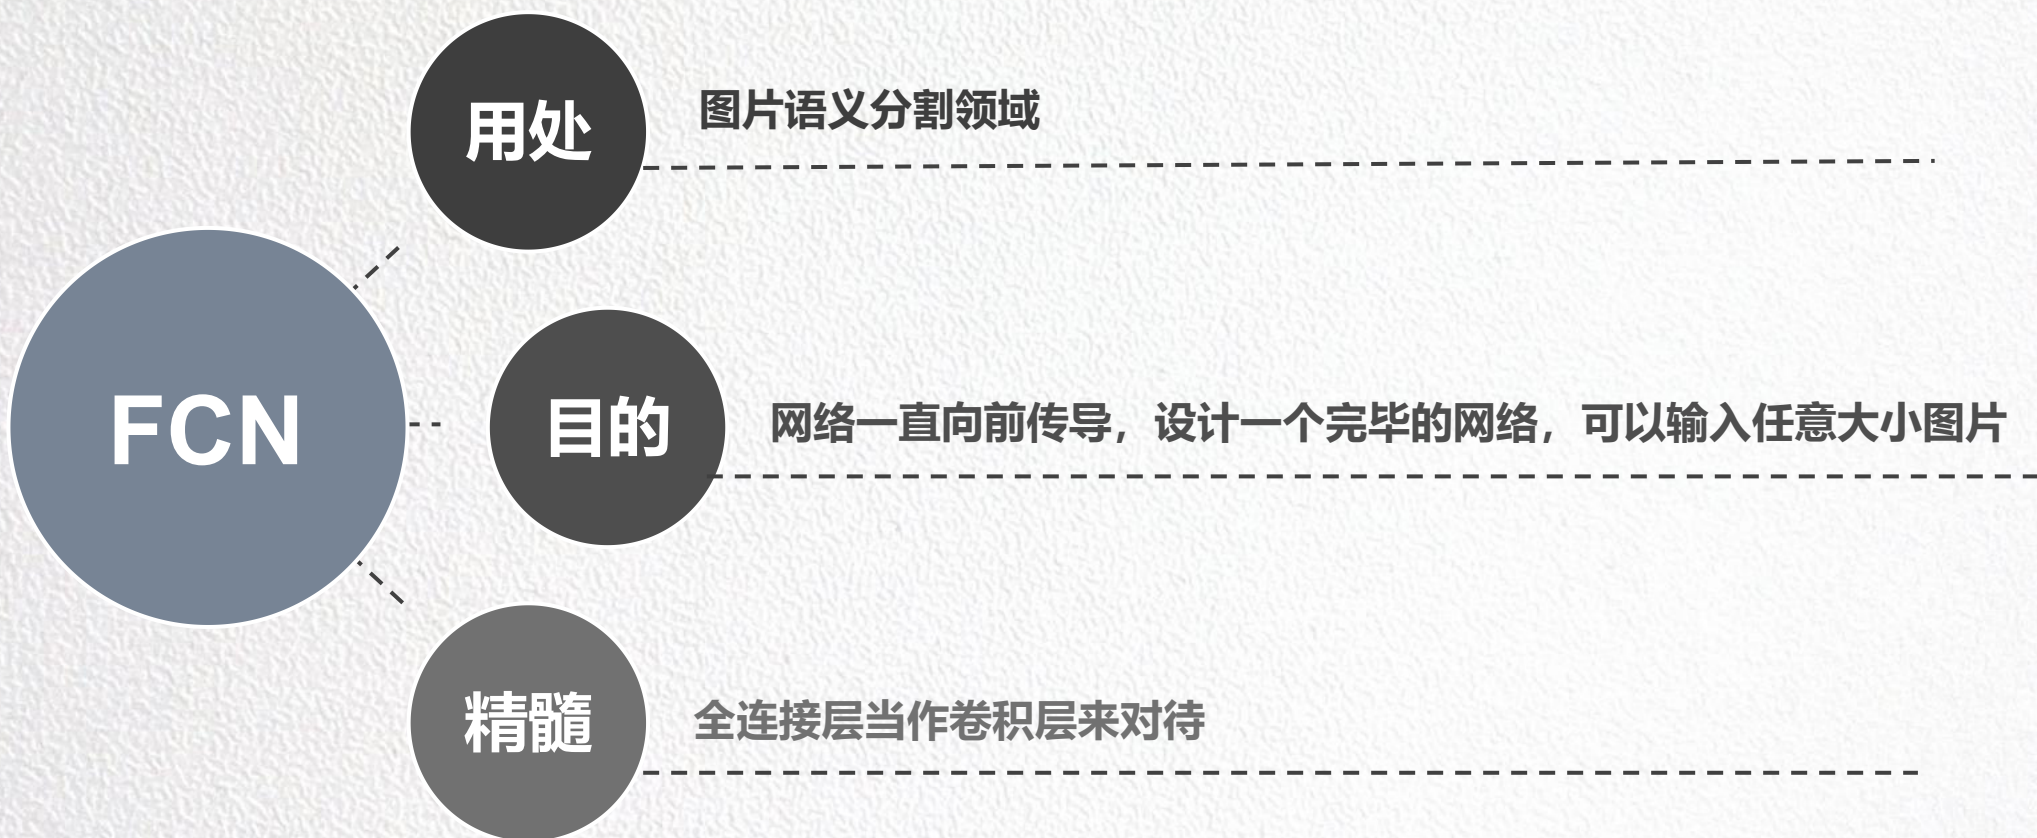 用处
图片语义分割领域
FCN
目的
网络一直向前传导，设计一个完毕的网络，可以输入任意大小图片
精髓
全连接层当作卷积层来对待